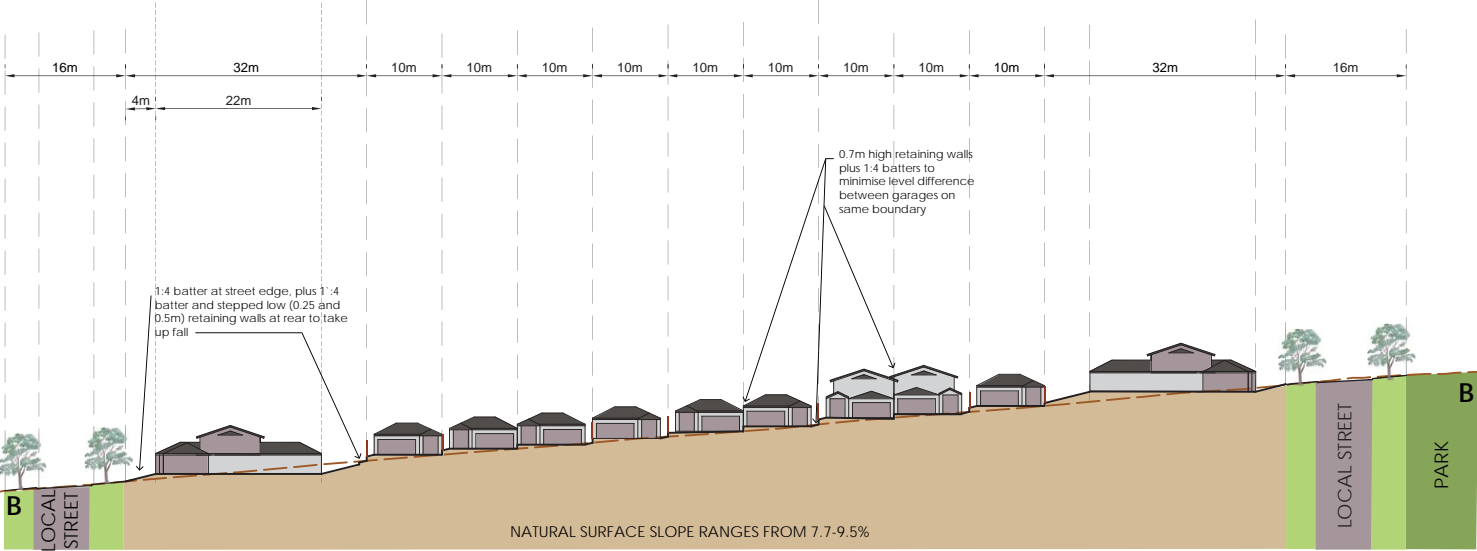 16m
32m
10m
10m
10m
10m
10m
10m
10m
10m
10m
32m
16m
4m
22m
0.7m high retaining walls
plus 1:4 batters to
minimise level difference
between garages on
same boundary
1:4 batter at street edge, plus 1:4
batter and stepped low (0.25 and
0.5m) retaining walls at rear to take
up fall
B
LOCAL
STREET
NATURAL SURFACE SLOPE RANGES FROM 7.7-9.5%
LOCAL STREET
PARK
B